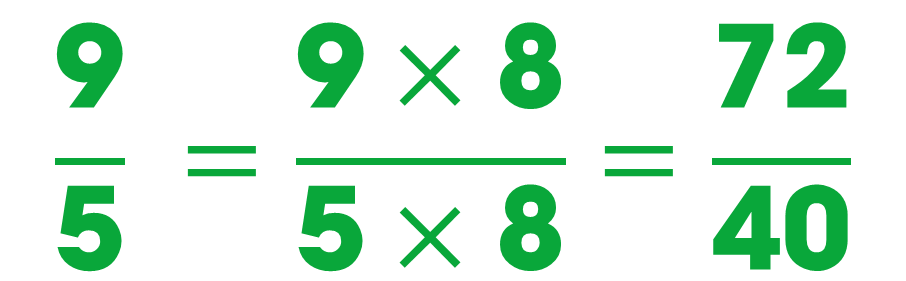 9/5 = (9 × 8)/(5 × 8) = 72/40